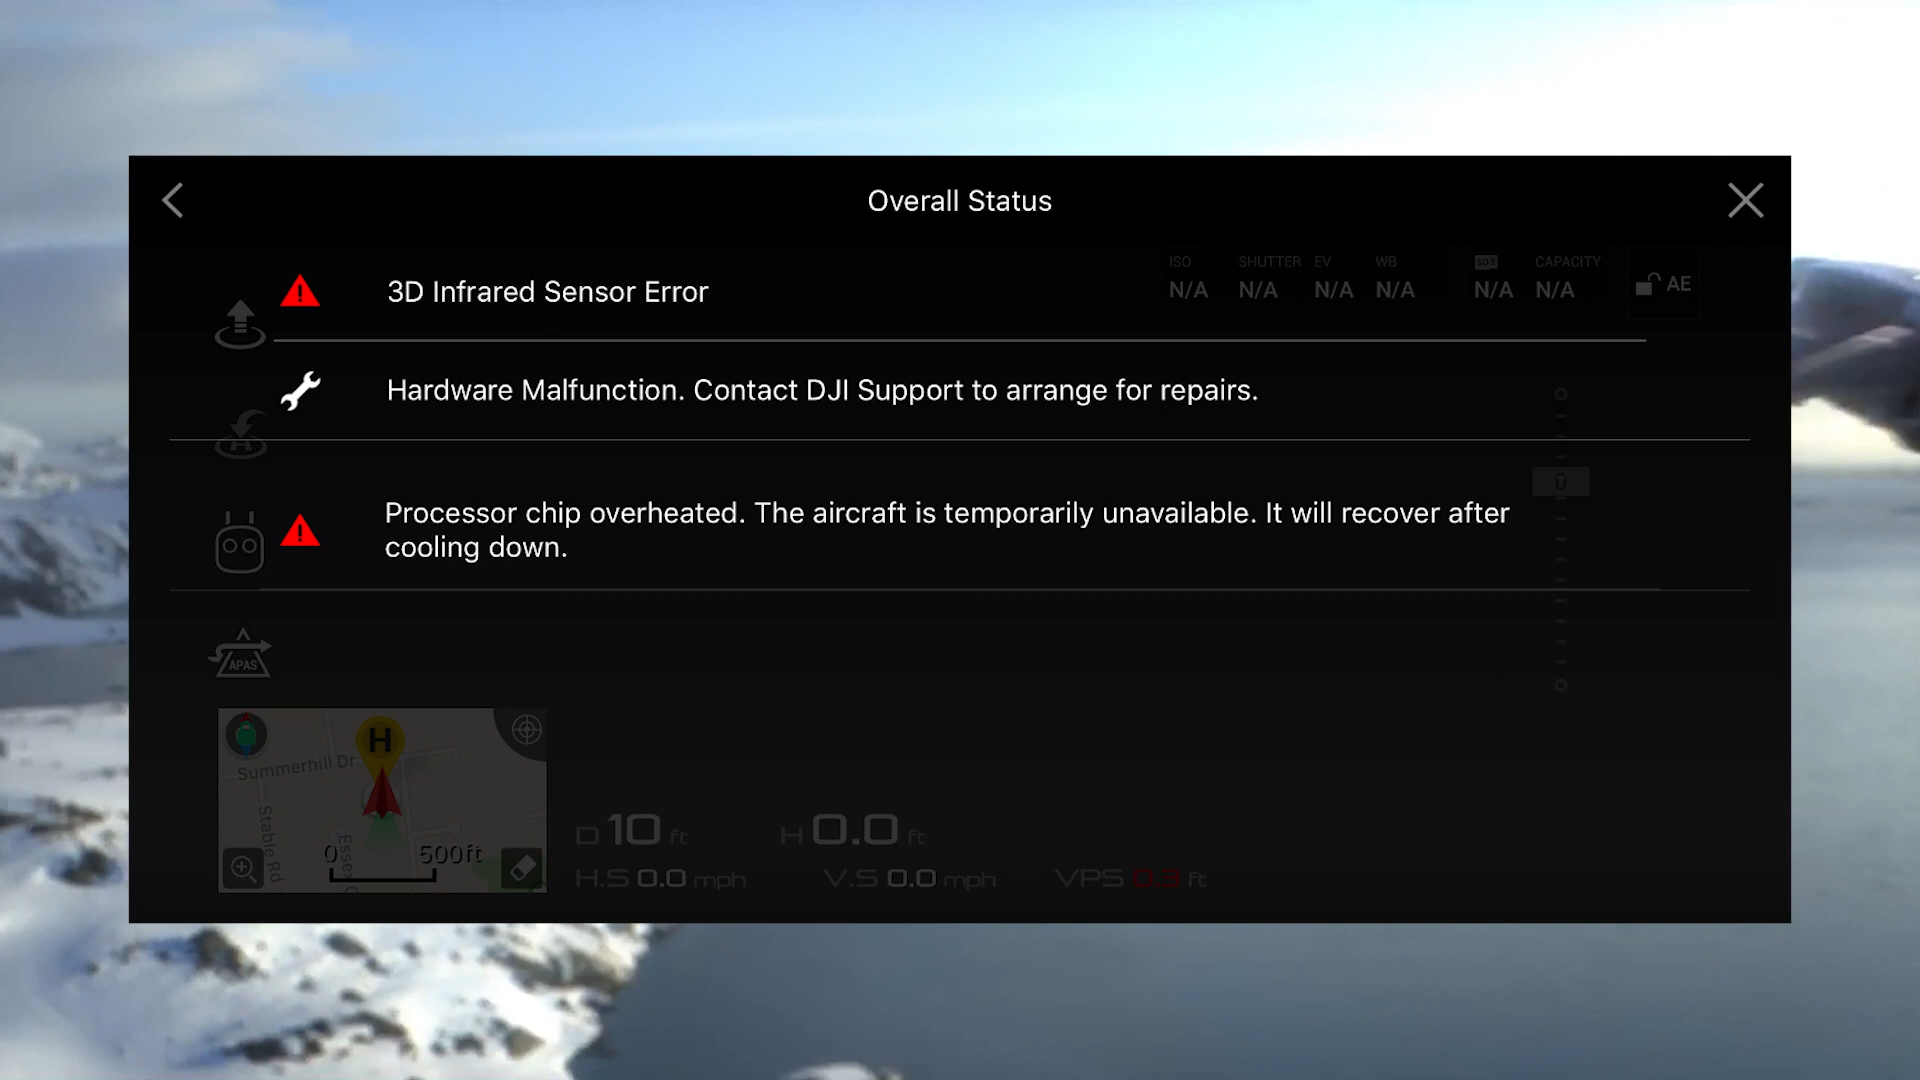 Overall Status
ISO SHUTTER EV WB CAPACITY
N/A N/A N/A N/A N/A N/A AE
3D Infrared Sensor Error
Hardware Malfunction. Contact DJI Support to arrange for repairs.
0
Processor chip overheated. The aircraft is temporarily unavailable. It will recover after
cooling down.
APAS
H
Summerhill Dr
Stable Rd
Essex C
0 500ft
D 10 ft H 0.0 ft
H.S 0.0 mph V.S 0.0 mph VPS ft